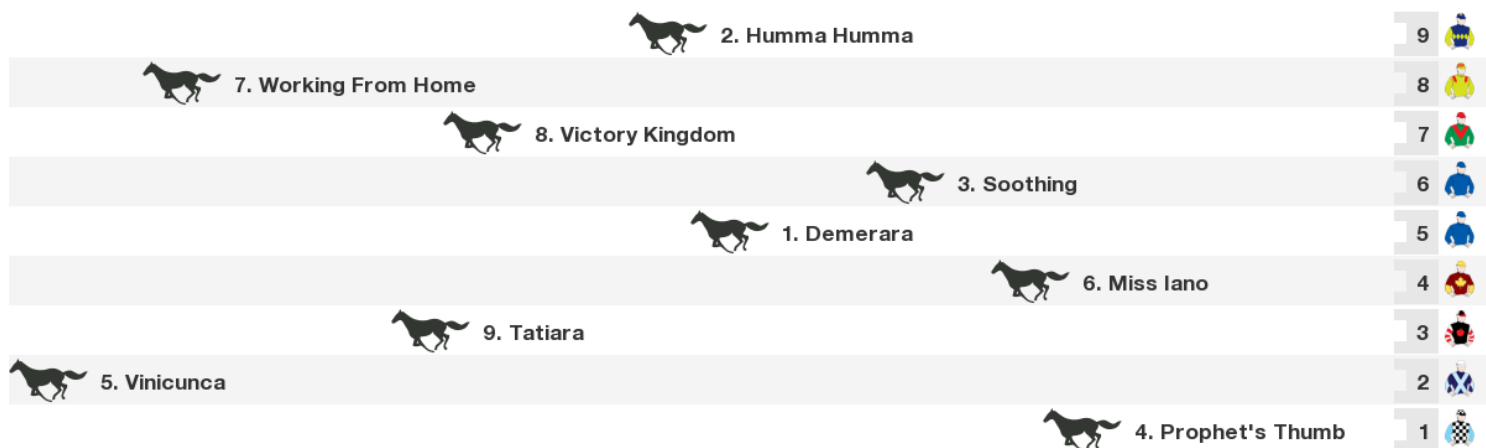 2. Humma Humma 9
7. Working From Home 8
8. Victory Kingdom 7
3. Soothing 6
1. Demerara 5
6. Miss Iano 4
9. Tatiara 3
5. Vinicunca 2
4. Prophet's Thumb 1